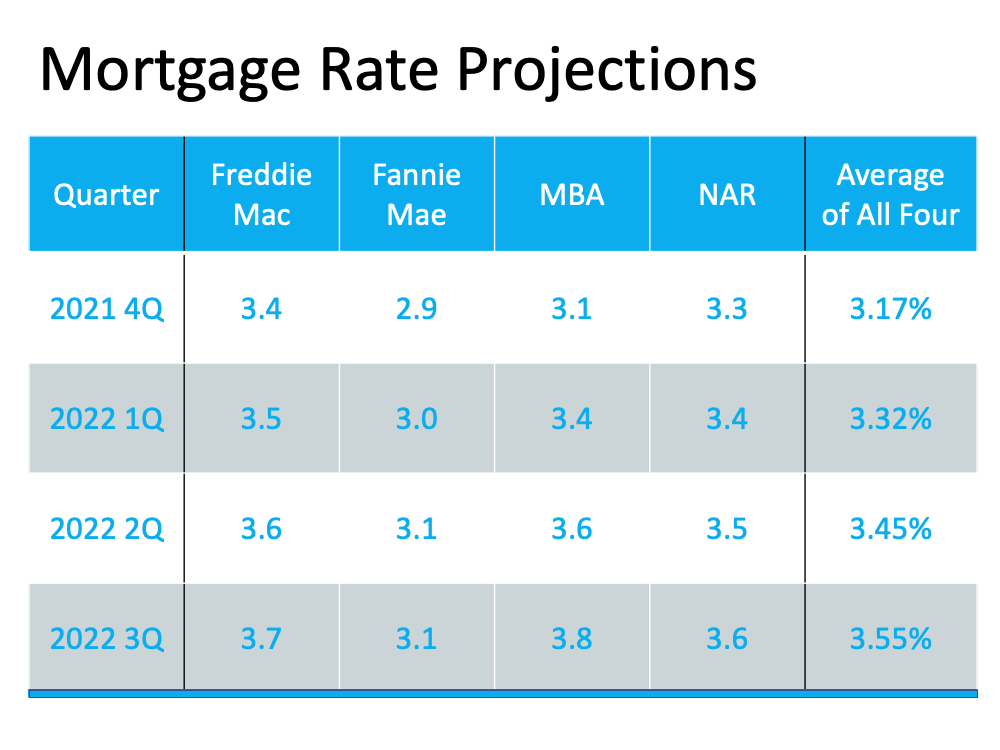 Mortgage Rate Projections
Quarter Freddie Mac Fannie Mae MBA NAR Average of All Four
2021 4Q 3.4 2.9 3.1 3.3 3.17%
2022 1Q 3.5 3.0 3.4 3.4 3.32%
2022 2Q 3.6 3.1 3.6 3.5 3.45%
2022 3Q 3.7 3.1 3.8 3.6 3.55%